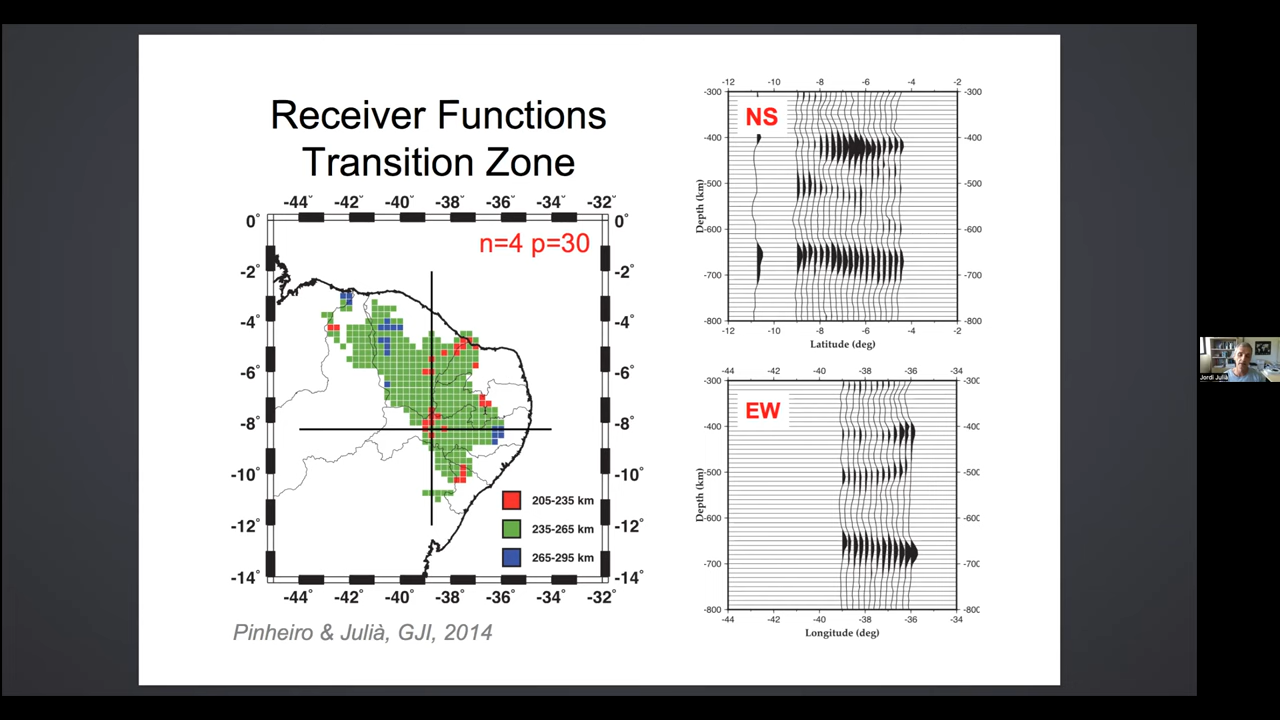 Receiver Functions
Transition Zone
-44° -42° -40° -38° -36° -34° -32°
0° 0°
n=4 p=30
-2° -2°
-4° -4°
-6° -6°
-8° -8°
-10° -10°
205-235 km
-12° 235-265 km -12°
265-295 km
-14° -14°
-44° -42° -40° -38° -36° -34° -32°
Pinheiro & Julià, GJI, 2014
-12 -10 -8 -6 -4 -2
-300 -300
NS
-400 -400
-500 -500
Depth (km)
-600 -600
-700 -700
-800 -800
-12 -10 -8 -6 -4 -2
Latitude (deg)
-44 -42 -40 -38 -36 -34
-300 -300
EW
-400 -400
-500 -500
Depth (km)
-600 -600
-700 -700
-800 -800
-44 -42 -40 -38 -36 -34
Longitude (deg)
Jordi Julià